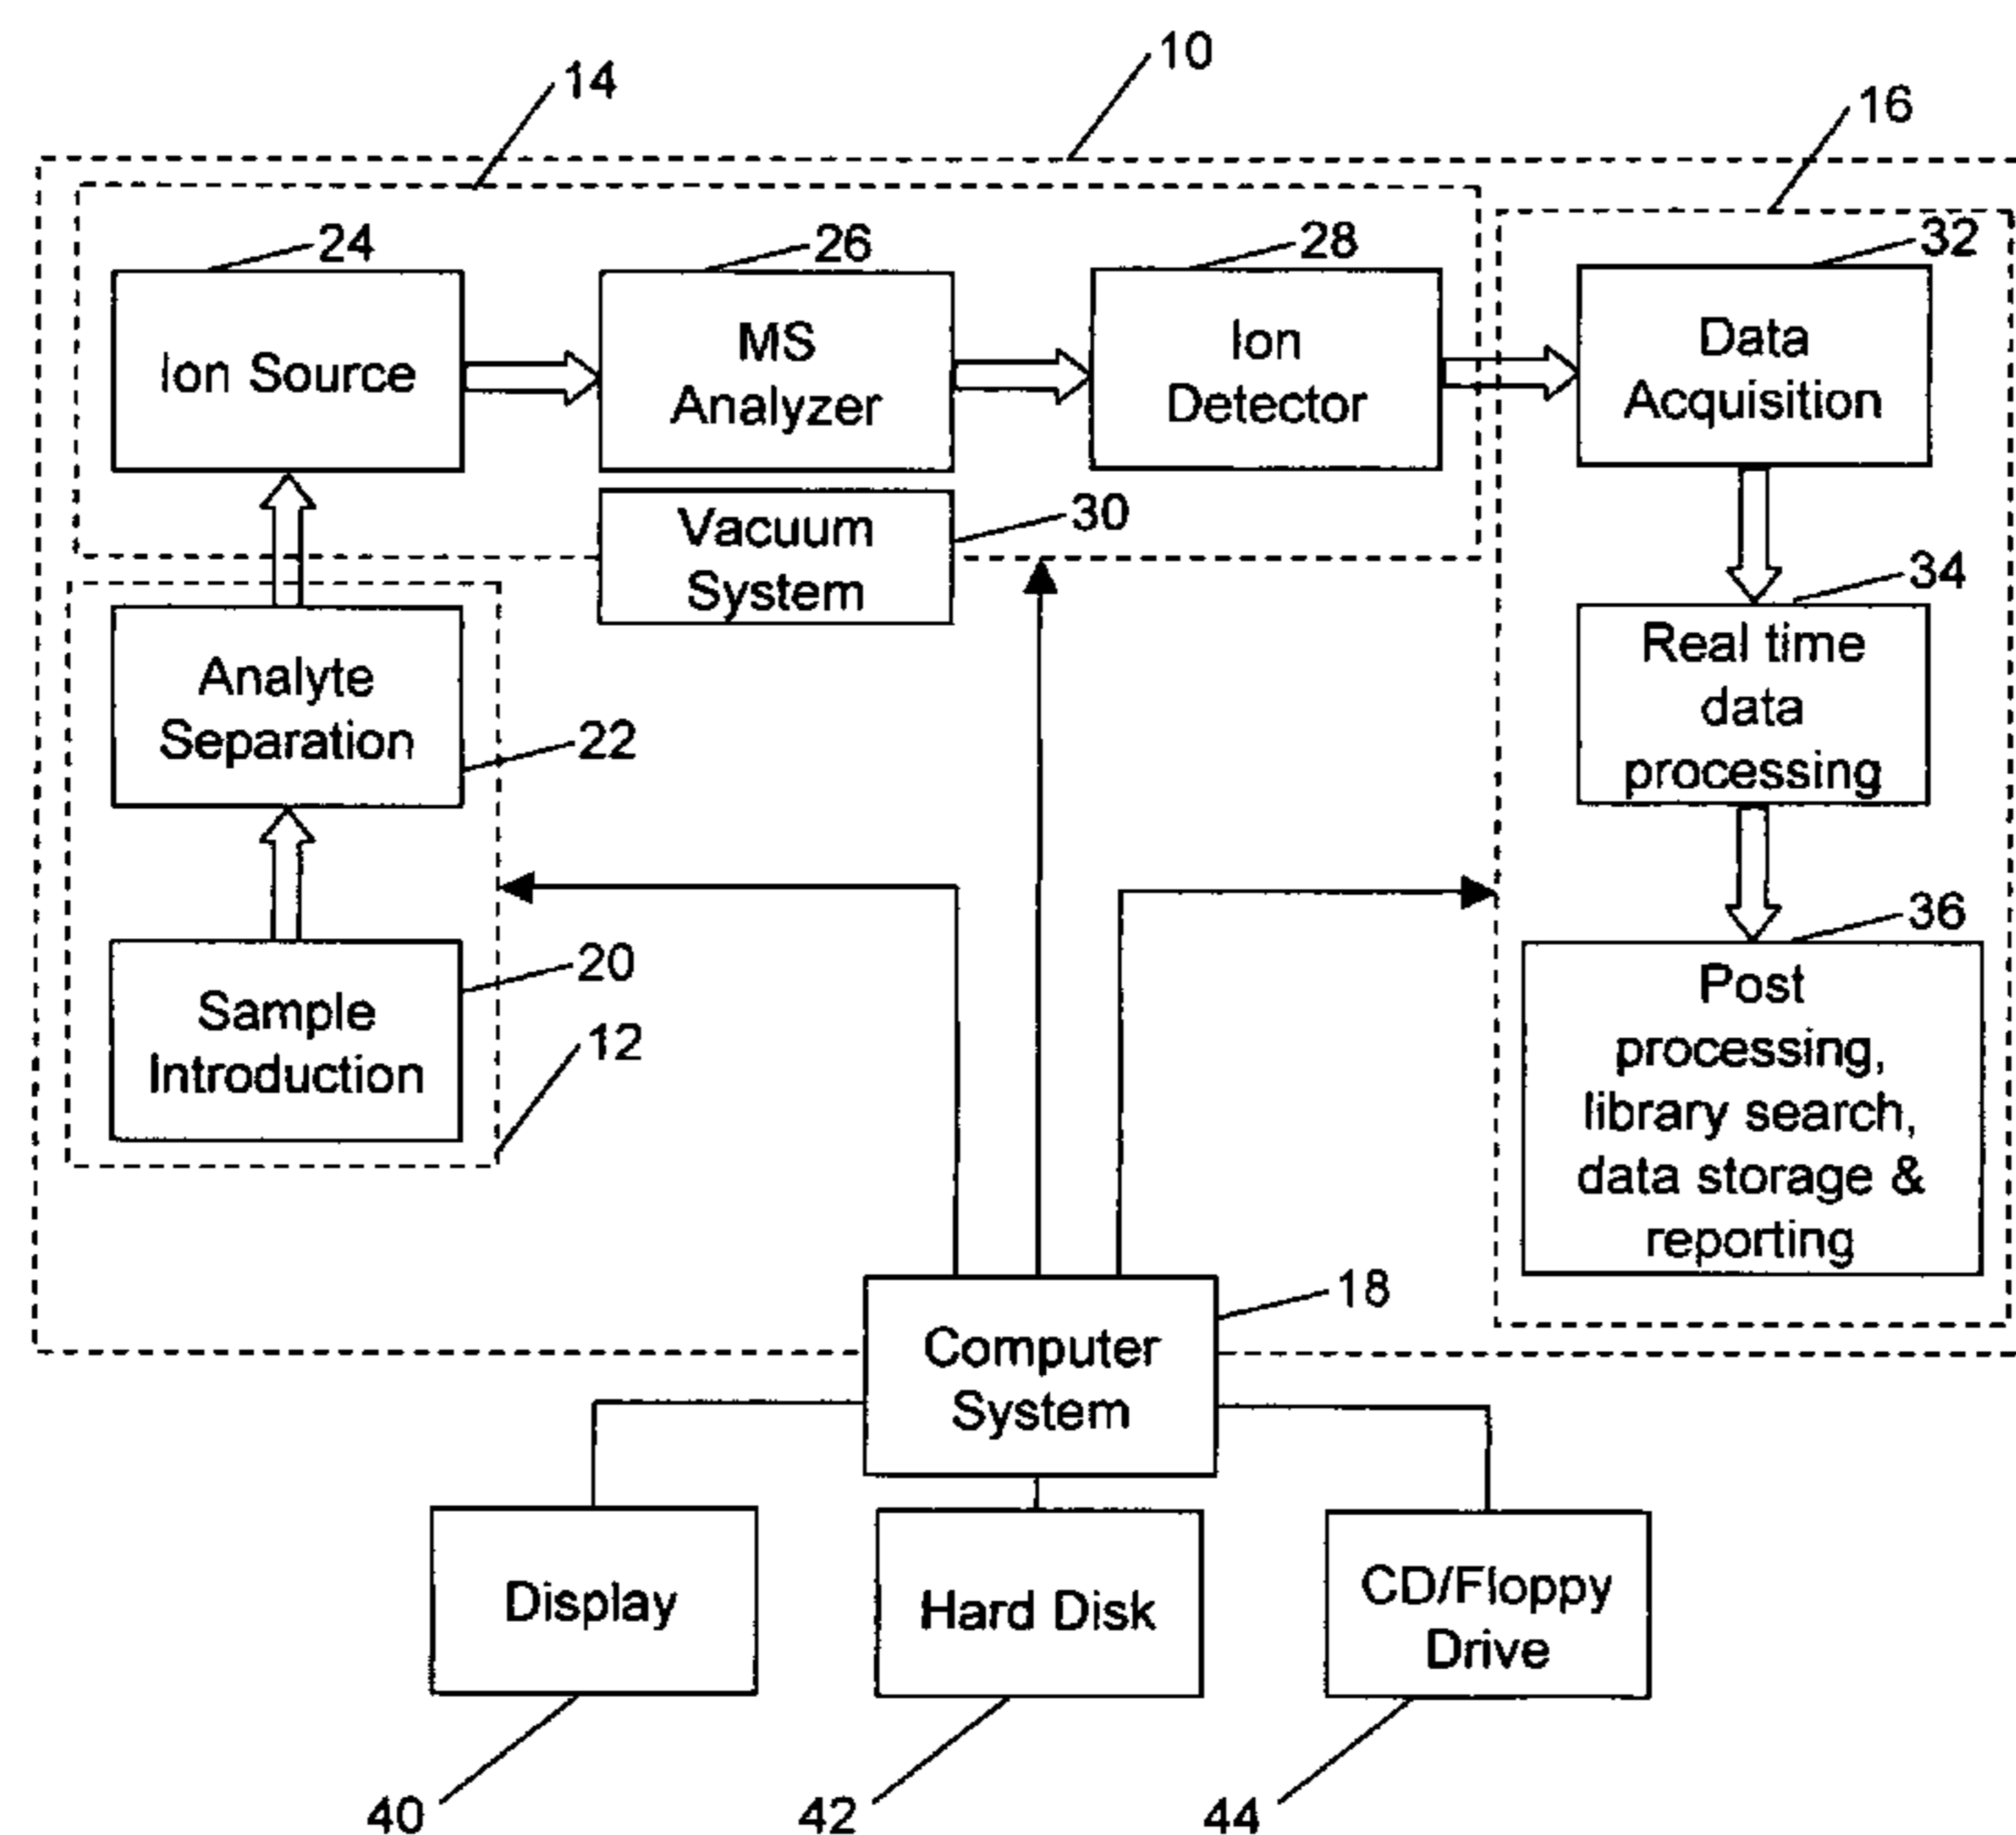 10
14
16
24
26
28
32
Ion Source
MS
Analyzer
Ion
Detector
Data
Acquisition
Vacuum
System
30
34
Analyte
Separation
22
Real time
data
processing
36
Sample
Introduction
20
12
Post
processing,
library search,
data storage &
reporting
18
Computer
System
Display
Hard Disk
CD/Floppy
Drive
40
42
44